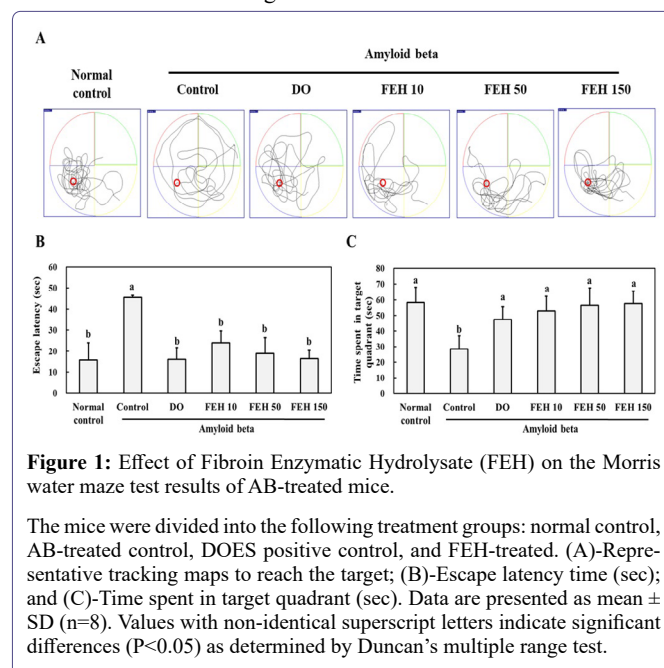 A
Amyloid beta
Normal
control
Control DO FEH 10 FEH 50 FEH 150
B
C
Escape latency (sec)
60
50
40
30
20
10
0
b a b b b b
Normal
control
Control DO FEH 10 FEH 50 FEH 150
Amyloid beta
Time spent in target
quadrant (sec)
80
70
60
50
40
30
20
10
0
a b a a a a
Normal
control
Control DO FEH 10 FEH 50 FEH 150
Amyloid beta
Figure 1: Effect of Fibroin Enzymatic Hydrolysate (FEH) on the Morris
water maze test results of AB-treated mice.
The mice were divided into the following treatment groups: normal control,
AB-treated control, DOES positive control, and FEH-treated. (A)-Repre-
sentative tracking maps to reach the target; (B)-Escape latency time (sec);
and (C)-Time spent in target quadrant (sec). Data are presented as mean ±
SD (n=8). Values with non-identical superscript letters indicate significant
differences (P<0.05) as determined by Duncan’s multiple range test.